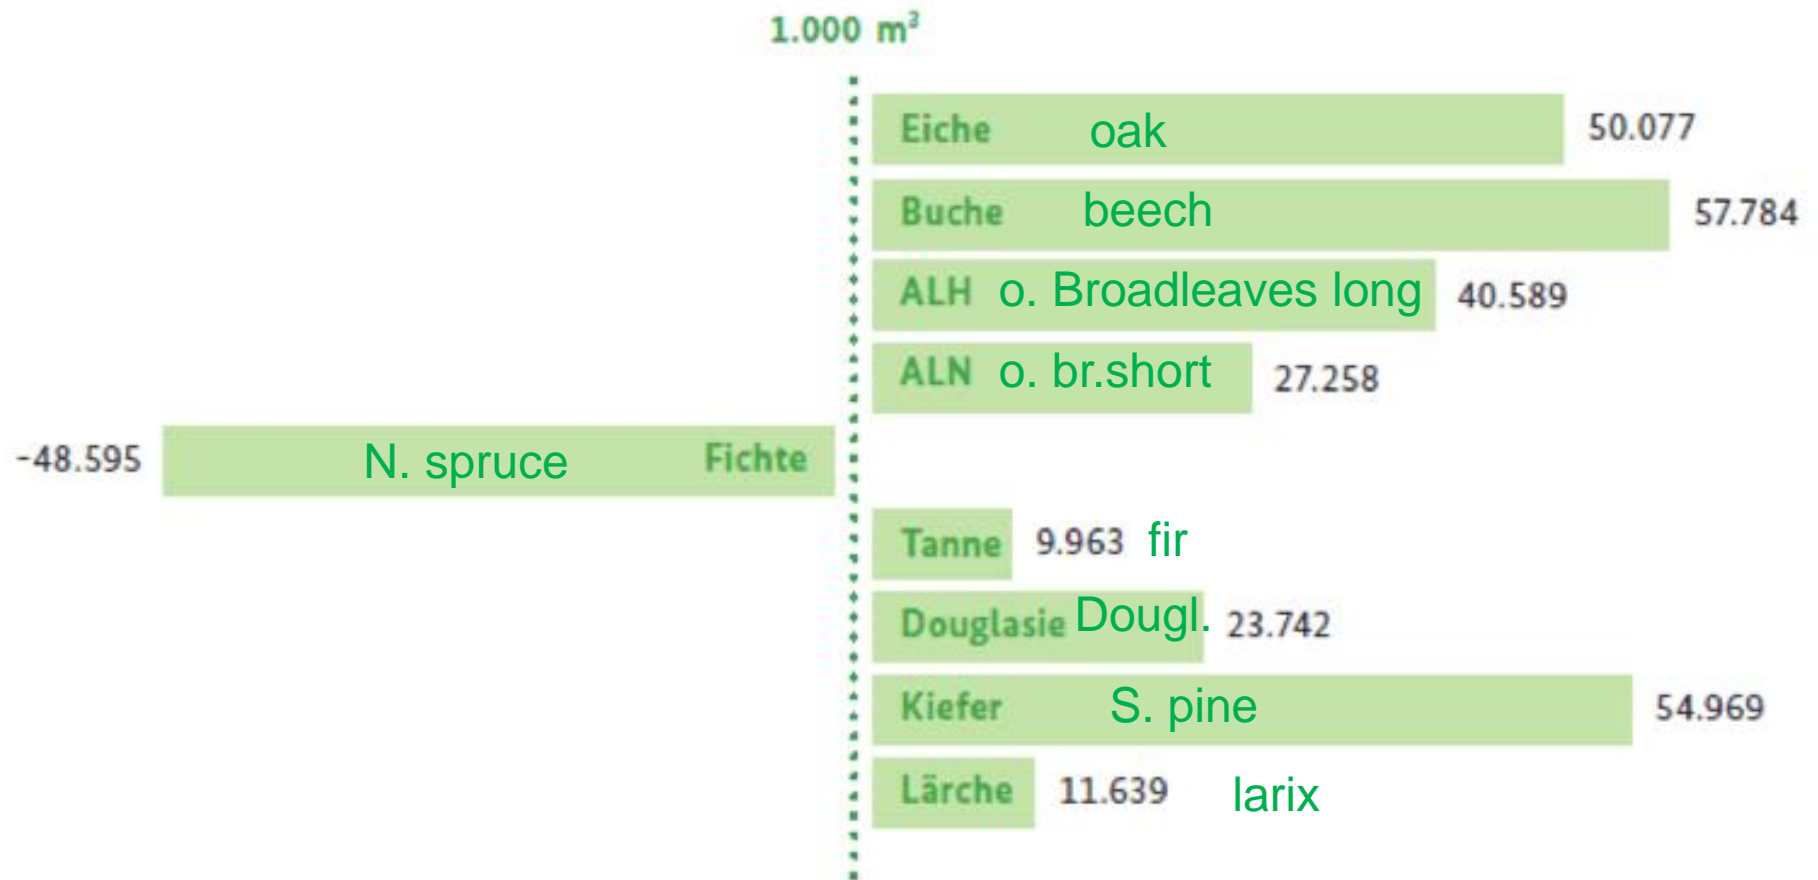 1.000 m³
Eiche oak 50.077
Buche beech 57.784
ALH o. Broadleaves long 40.589
ALN o. br.short 27.258
-48.595 N. spruce Fichte
Tanne 9.963 fir
Douglasie Dougl. 23.742
Kiefer S. pine 54.969
Lärche 11.639 larix